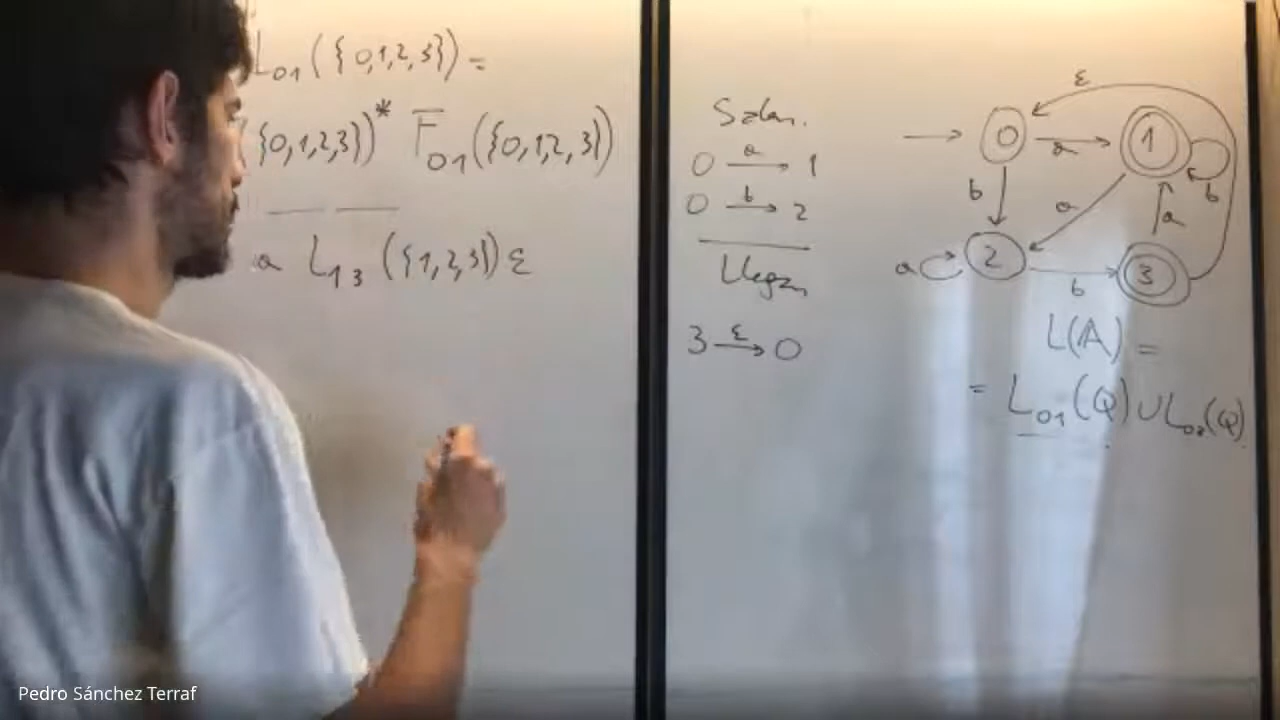 L₀₁({0,1,2,3}) =
{0,1,2,3})* F₀₁({0,1,2,3})
a L₁₃({1,2,3}) ε
Salen.
0 a→ 1
0 b→ 2
Llegan
3 ε→ 0
ε
0
a
1
b
b
a
a
a
2
b
3
L(A) =
= L₀₁(Q) ∪ L₀₃(Q)
Pedro Sánchez Terraf